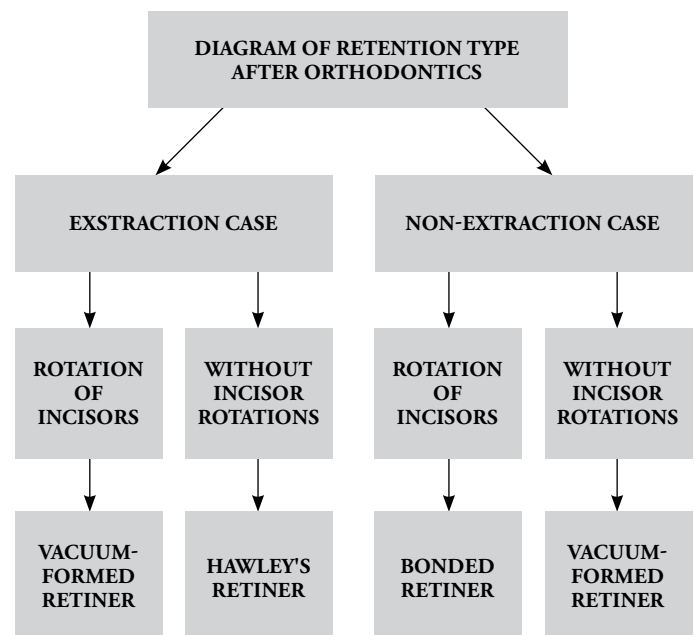 DIAGRAM OF RETENTION TYPE
AFTER ORTHODONTICS
EXSTRACTION CASE
NON-EXTRACTION CASE
ROTATION
OF
INCISORS
WITHOUT
INCISOR
ROTATIONS
ROTATION
OF
INCISORS
WITHOUT
INCISOR
ROTATIONS
VACUUM-
FORMED
RETINER
HAWLEY'S
RETINER
BONDED
RETINER
VACUUM-
FORMED
RETINER